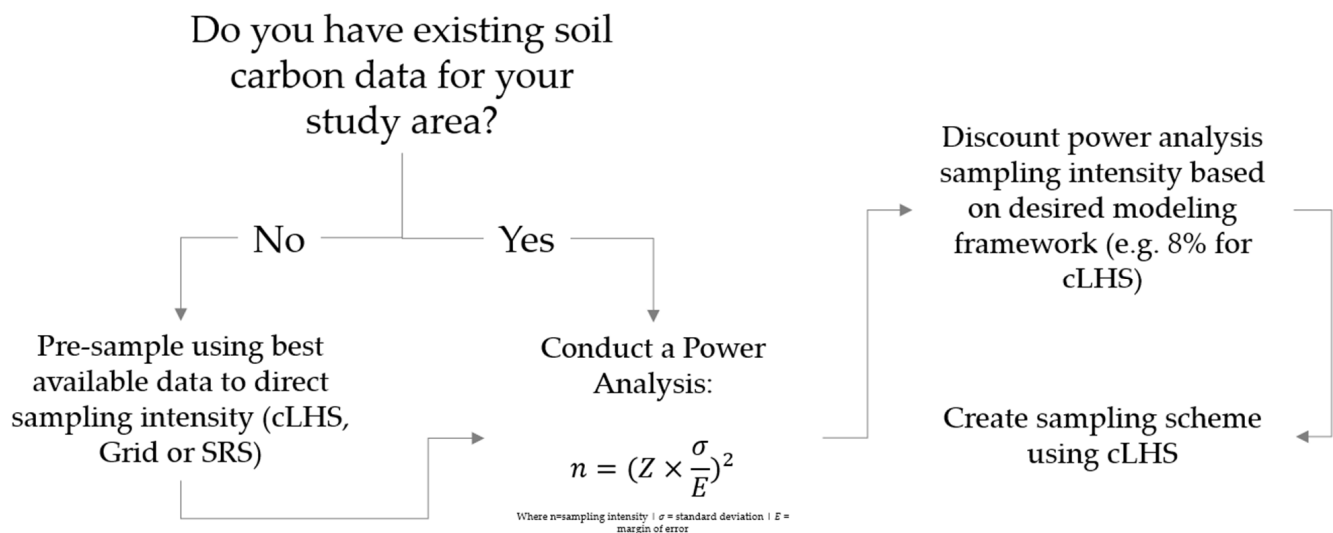 Do you have existing soil
carbon data for your
study area?
No
Yes
Pre-sample using best
available data to direct
sampling intensity (cLHS,
Grid or SRS)
Conduct a Power
Analysis:
n = (Z × σ/E)²
Where n=sampling intensity | σ = standard deviation | E =
margin of error
Discount power analysis
sampling intensity based
on desired modeling
framework (e.g. 8% for
cLHS)
Create sampling scheme
using cLHS